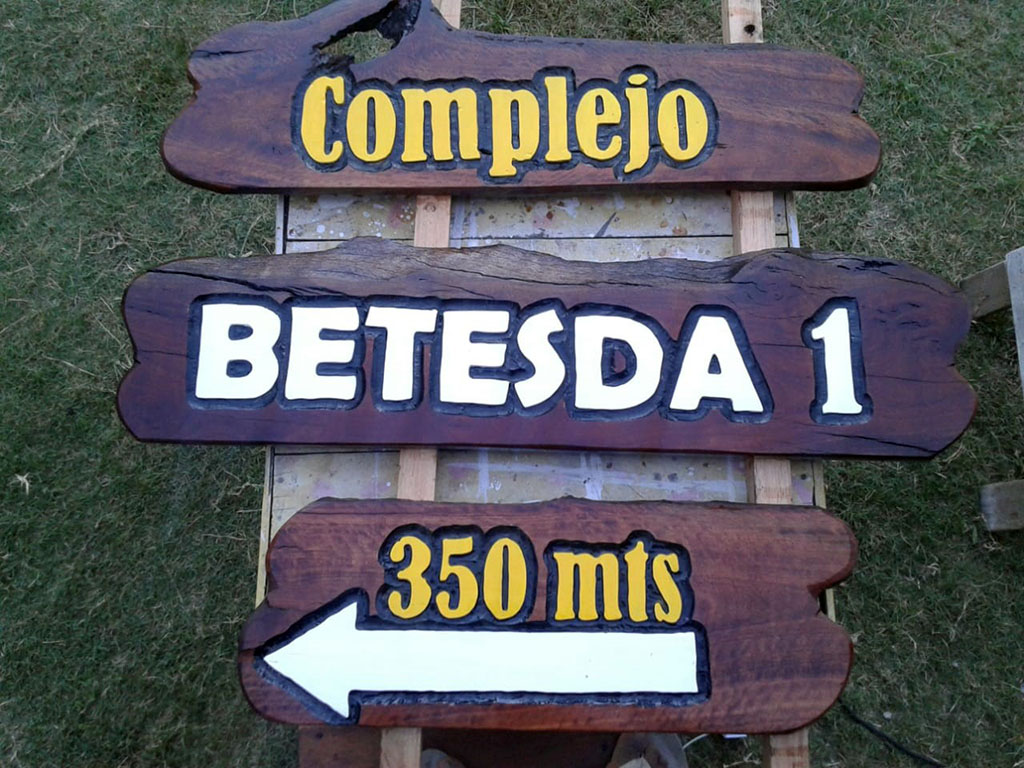 Complejo
BETESDA 1
350 mts